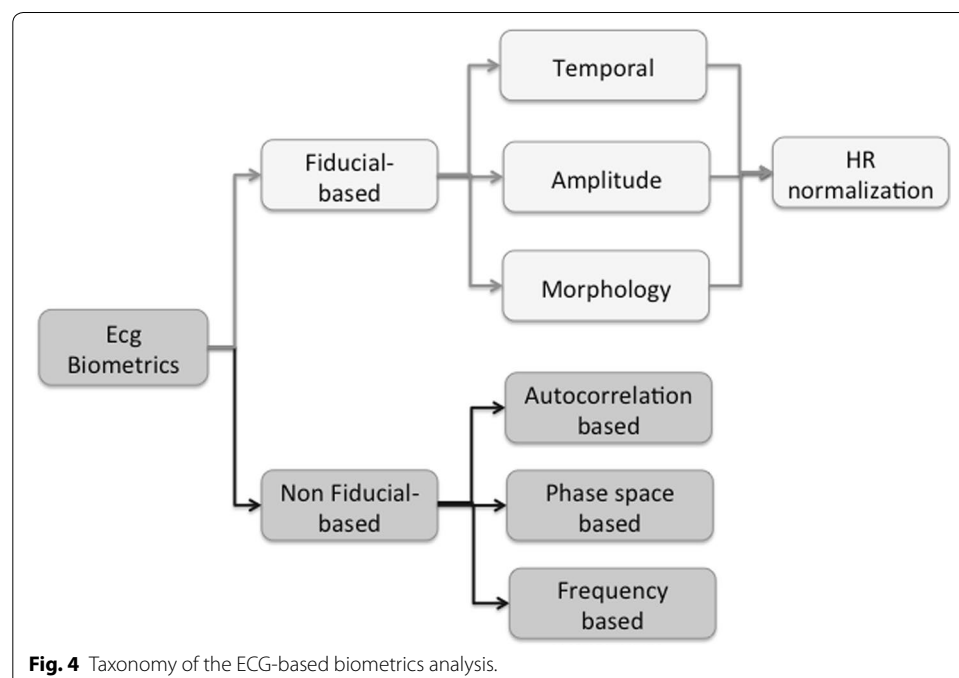 Temporal
Fiducial-
based
Amplitude
HR
normalization
Morphology
Ecg
Biometrics
Autocorrelation
based
Non Fiducial-
based
Phase space
based
Frequency
based
Fig. 4 Taxonomy of the ECG-based biometrics analysis.